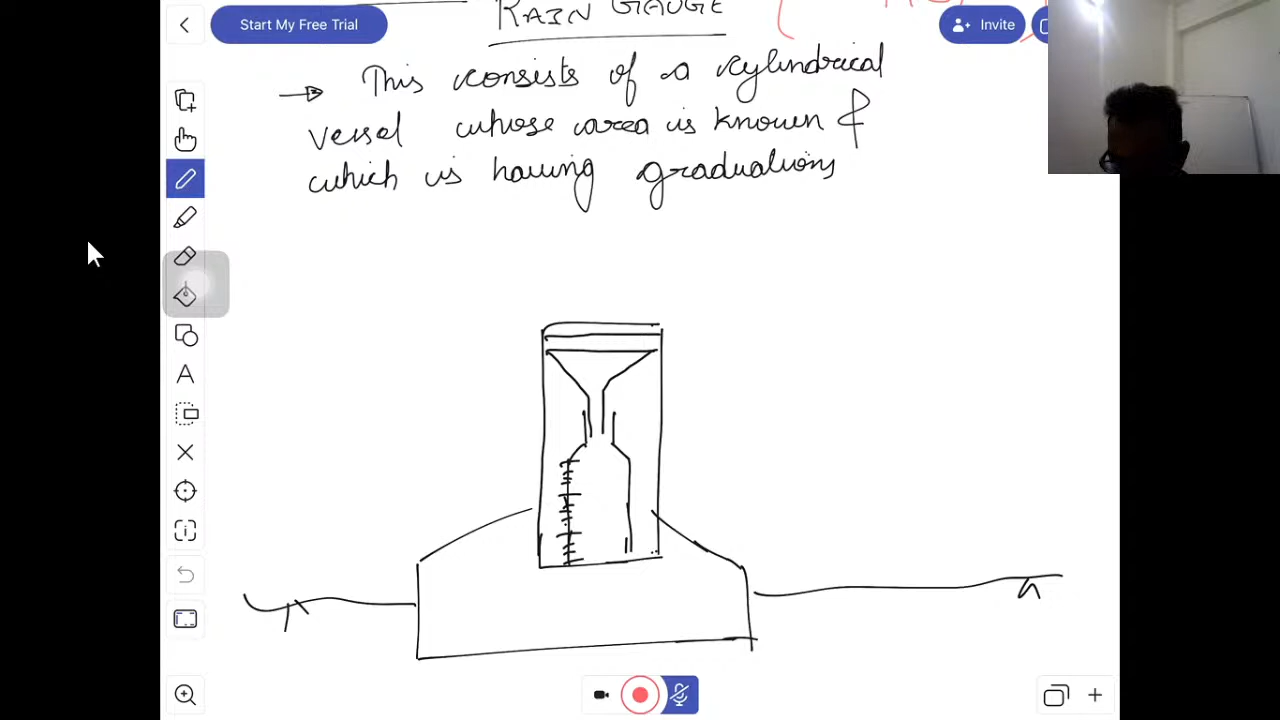 Start My Free Trial
RAIN GAUGE
Invite
→ This consists of a cylindrical
vessel whose area is known &
which is having graduations
A